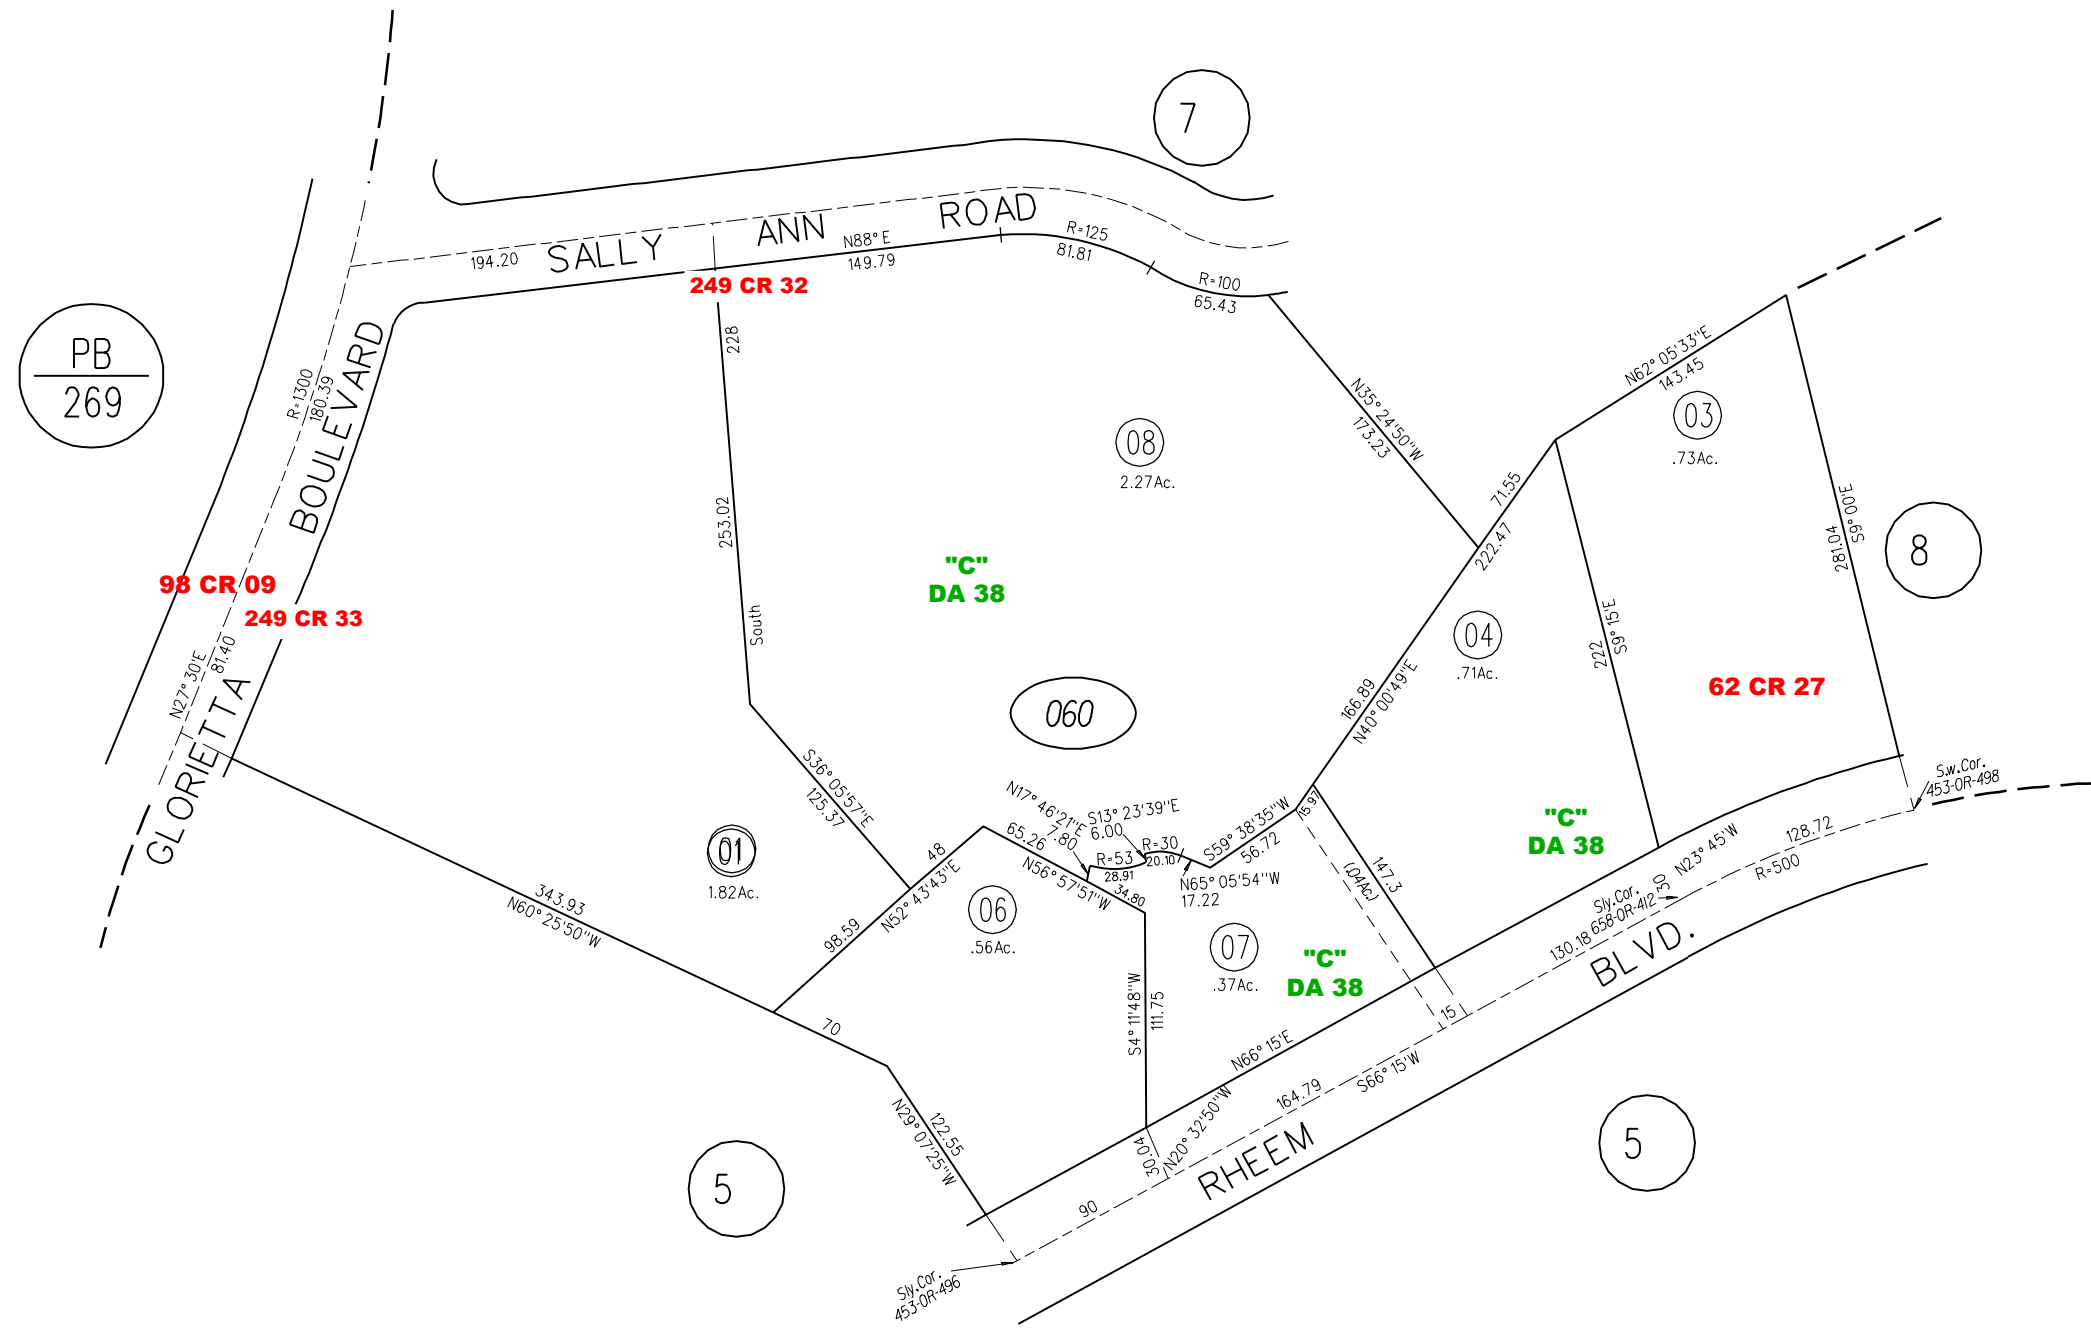 7
SALLY ANN ROAD
194.20
N88° E
149.79
R=125
81.81
R=100
65.43
249 CR 32
PB
269
R=1300
180.39
GLORIETTA BOULEVARD
98 CR 09
249 CR 33
N27° 30'E
81.40
228
253.02
South
08
2.27Ac.
"C"
DA 38
060
N35° 24'50"W
173.23
N62° 05'33"E
143.45
03
.73Ac.
71.55
222.47
S9° 00'E
281.04
8
04
.71Ac.
S9° 15'E
222
62 CR 27
166.89
N40° 00'49"E
S36° 05'57"E
125.37
N17° 46'21"E
7.80
S13° 23'39"E
6.00
R=53
28.91
R=30
20.10
S59° 38'35"W
56.72
15.97
N65° 05'54"W
17.22
01
1.82Ac.
48
98.59
N52° 43'43"E
65.26
N56° 57'51"W
34.80
343.93
N60° 25'50"W
06
.56Ac.
07
.37Ac.
"C"
DA 38
(.04Ac.)
147.3
"C"
DA 38
S.w.Cor.
453-OR-498
128.72
N23° 45'W
R=500
30
Sly.Cor.
658-OR-412
130.18
RHEEM BLVD.
S4° 11'48"W
111.75
70
N66° 15'E
15
S66° 15'W
164.79
N20° 32'50"W
30.04
122.55
N29° 07'25"W
90
5
5
Sly.Cor.
453-OR-496